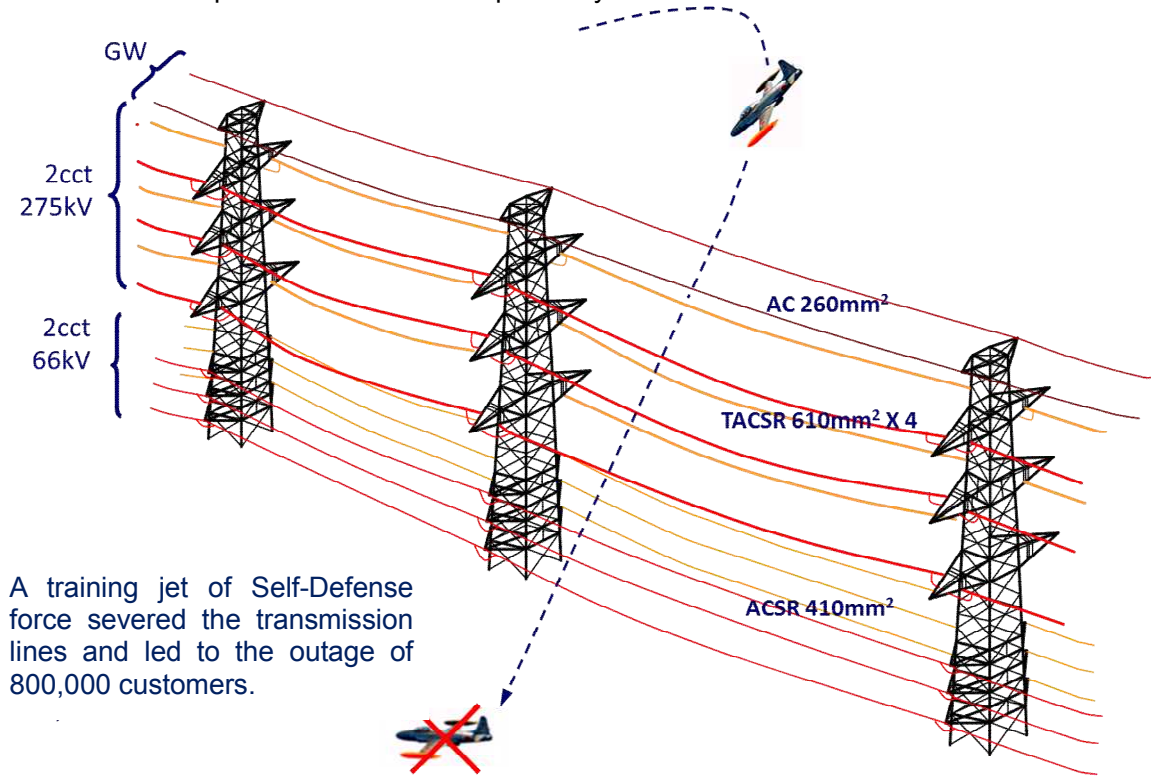 GW
2cct
275kV
2cct
66kV
AC 260mm²
TACSR 610mm² X 4
ACSR 410mm²
A training jet of Self-Defense
force severed the transmission
lines and led to the outage of
800,000 customers.